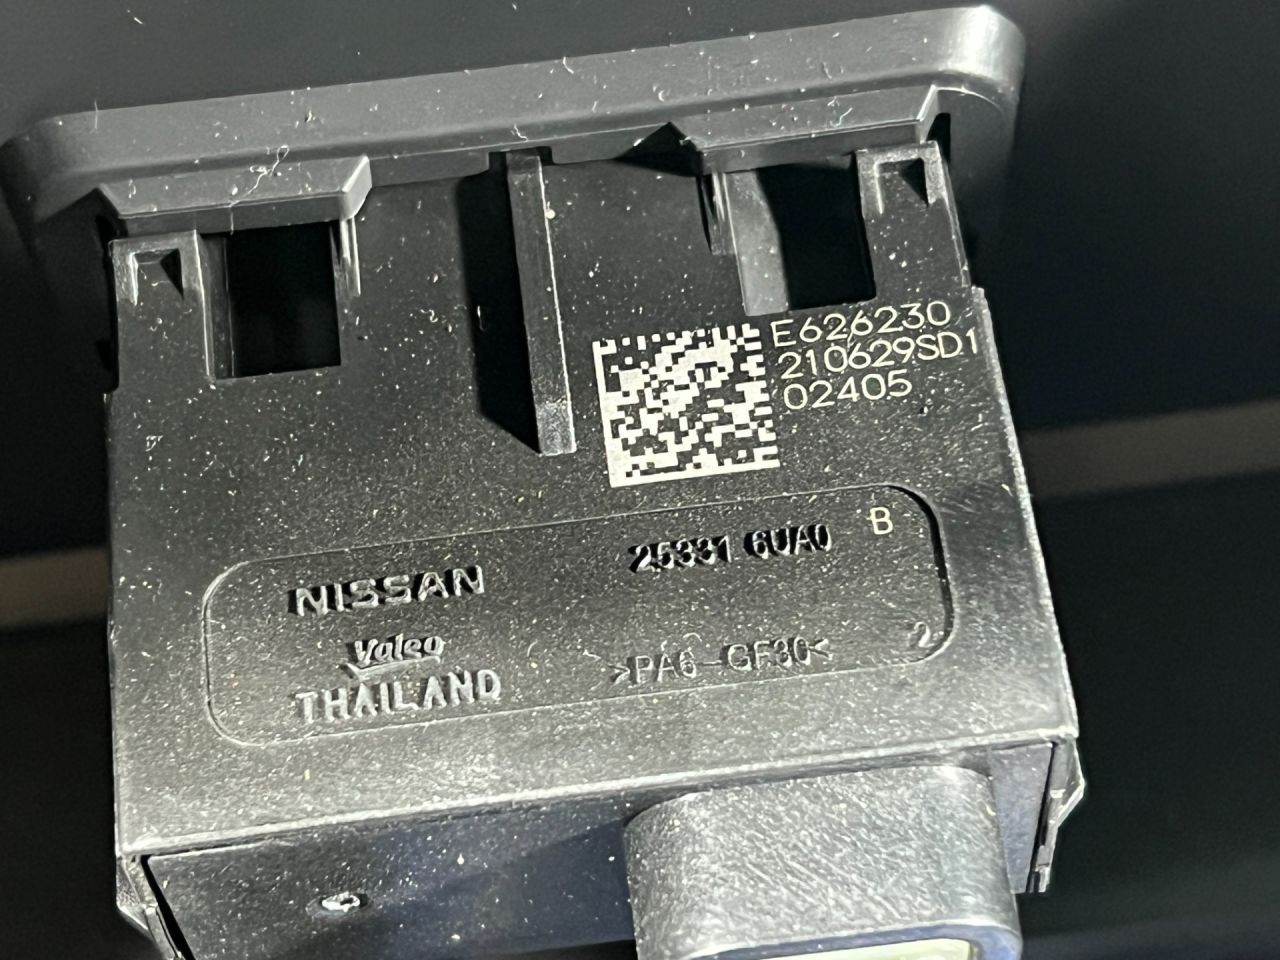 E626230
210629SD1
02405
25331 6UA0 B
NISSAN
Valeo
THAILAND
>PA6-GF30<
2